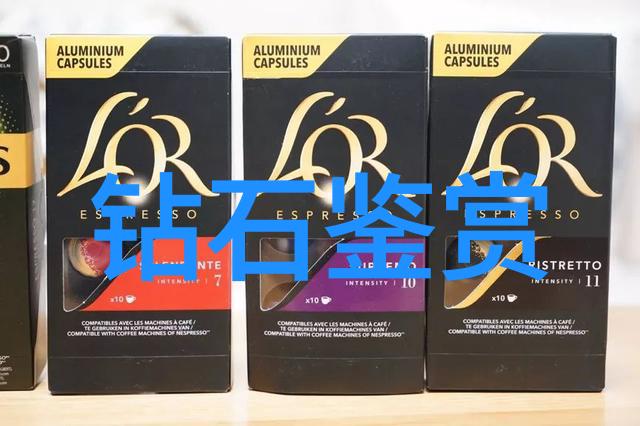 ALUMINIUM
CAPSULES
L'OR
ESPRESSO
7
INTENSITY
x10
COMPATIBLES AVEC LES MACHINES À CAFÉ/
TE GEBRUIKEN IN KOFFIEMACHINES VAN/
COMPATIBLE WITH COFFEE MACHINES OF NESPRESSO**
ALUMINIUM
CAPSULES
L'OR
ESPRESSO
INTENSITY | 10
x10
COMPATIBLES AVEC LES MACHINES À CAFÉ/
TE GEBRUIKEN IN KOFFIEMACHINES VAN/
COMPATIBLE WITH COFFEE MACHINES OF NESPRESSO**
ALUMINIUM
CAPSULES
L'OR
ESPRESSO
RISTRETTO
INTENSITY | 11
x10
COMPATIBLES AVEC LES MACHINES À CAFÉ/
TE GEBRUIKEN IN KOFFIEMACHINES VAN/
COMPATIBLE WITH COFFEE MACHINES OF NESPRESSO**
钻石鉴赏